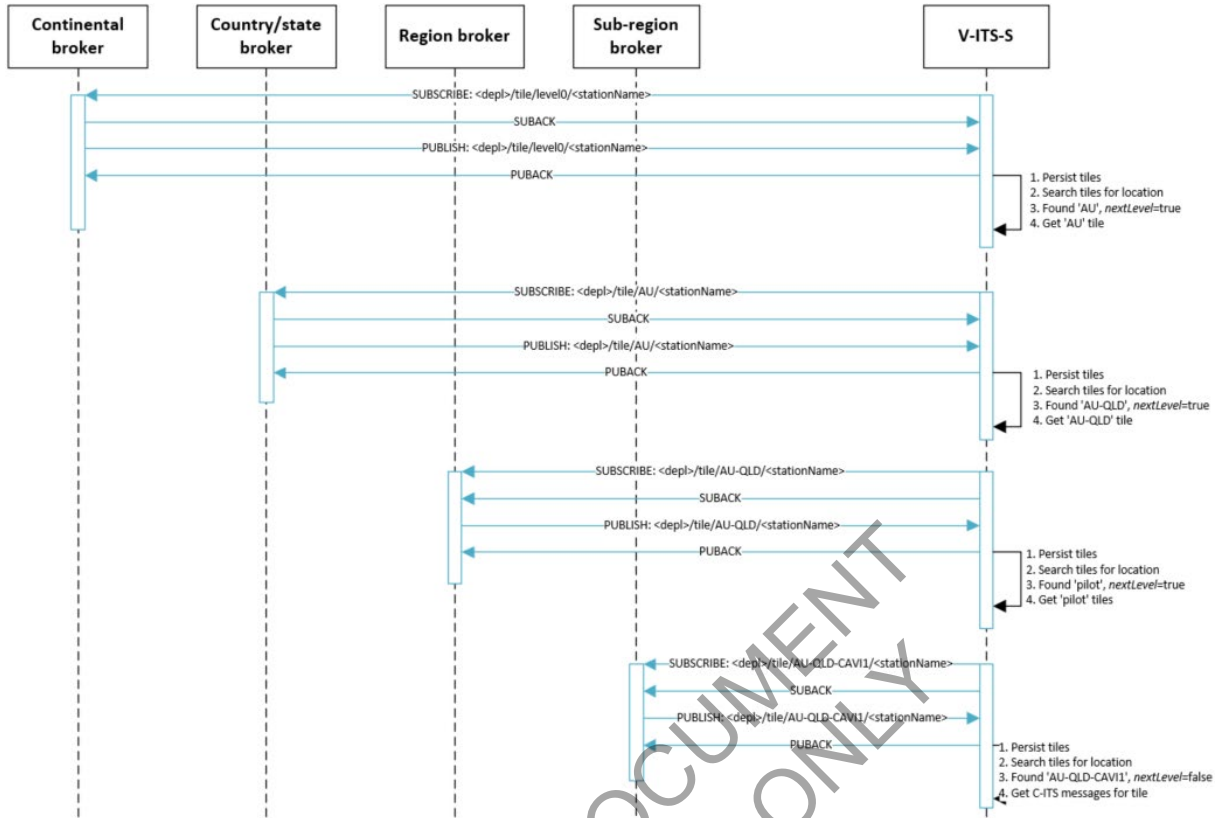 Continental
broker
Country/state
broker
Region broker
Sub-region
broker
V-ITS-S
SUBSCRIBE: <depl>/tile/level0/<stationName>
SUBACK
PUBLISH: <depl>/tile/level0/<stationName>
PUBACK
1. Persist tiles
2. Search tiles for location
3. Found 'AU', nextLevel=true
4. Get 'AU' tile
SUBSCRIBE: <depl>/tile/AU/<stationName>
SUBACK
PUBLISH: <depl>/tile/AU/<stationName>
PUBACK
1. Persist tiles
2. Search tiles for location
3. Found 'AU-QLD', nextLevel=true
4. Get 'AU-QLD' tile
SUBSCRIBE: <depl>/tile/AU-QLD/<stationName>
SUBACK
PUBLISH: <depl>/tile/AU-QLD/<stationName>
PUBACK
1. Persist tiles
2. Search tiles for location
3. Found 'pilot', nextLevel=true
4. Get 'pilot' tiles
SUBSCRIBE: <depl>/tile/AU-QLD-CAVI1/<stationName>
SUBACK
PUBLISH: <depl>/tile/AU-QLD-CAVI1/<stationName>
PUBACK
1. Persist tiles
2. Search tiles for location
3. Found 'AU-QLD-CAVI1', nextLevel=false
4. Get C-ITS messages for tile
OCUMENT
ONLY